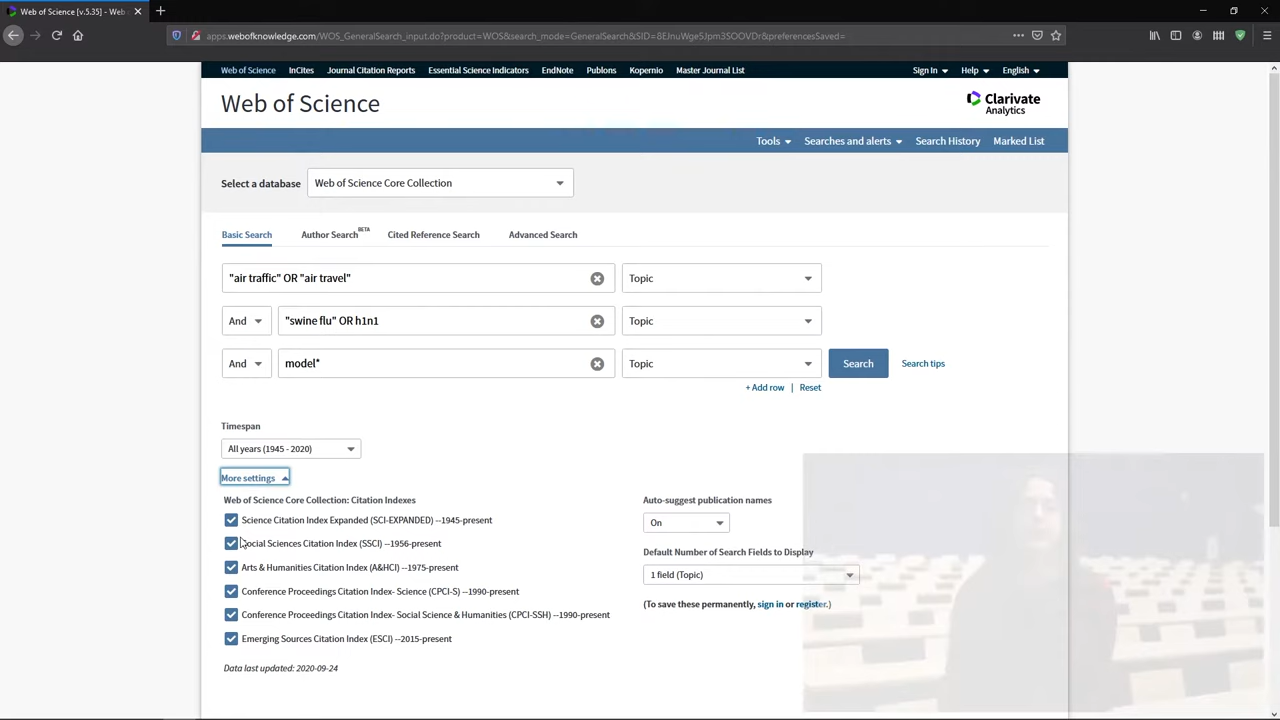 Web of Science [v.5.35] - Web
apps.webofknowledge.com/WOS_GeneralSearch_input.do?product=WOS&search_mode=GeneralSearch&SID=8EJnuWge5Jpm3SOOVDr&preferencesSaved=
Web of Science InCites Journal Citation Reports Essential Science Indicators EndNote Publons Kopernio Master Journal List Sign In Help English
Web of Science
Clarivate
Analytics
Tools Searches and alerts Search History Marked List
Select a database Web of Science Core Collection
Basic Search Author Search BETA Cited Reference Search Advanced Search
"air traffic" OR "air travel" Topic
And "swine flu" OR h1n1 Topic
And model* Topic Search Search tips
+ Add row | Reset
Timespan
All years (1945 - 2020)
More settings
Web of Science Core Collection: Citation Indexes
Science Citation Index Expanded (SCI-EXPANDED) --1945-present
Social Sciences Citation Index (SSCI) --1956-present
Arts & Humanities Citation Index (A&HCI) --1975-present
Conference Proceedings Citation Index- Science (CPCI-S) --1990-present
Conference Proceedings Citation Index- Social Science & Humanities (CPCI-SSH) --1990-present
Emerging Sources Citation Index (ESCI) --2015-present
Data last updated: 2020-09-24
Auto-suggest publication names
On
Default Number of Search Fields to Display
1 field (Topic)
(To save these permanently, sign in or register.)